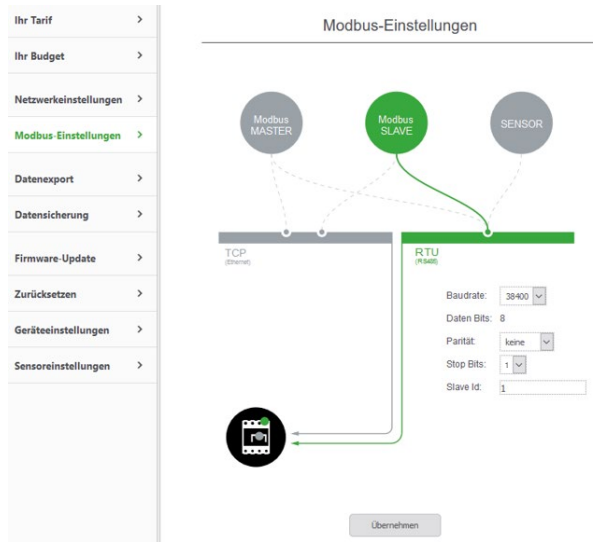 Ihr Tarif
Ihr Budget
Netzwerkeinstellungen
Modbus-Einstellungen
Datenexport
Datensicherung
Firmware-Update
Zurücksetzen
Geräteeinstellungen
Sensoreinstellungen
Modbus-Einstellungen
Modbus
MASTER
Modbus
SLAVE
SENSOR
TCP
(Ethernet)
RTU
(RS485)
Baudrate: 38400
Daten Bits: 8
Parität: keine
Stop Bits: 1
Slave Id: 1
Übernehmen